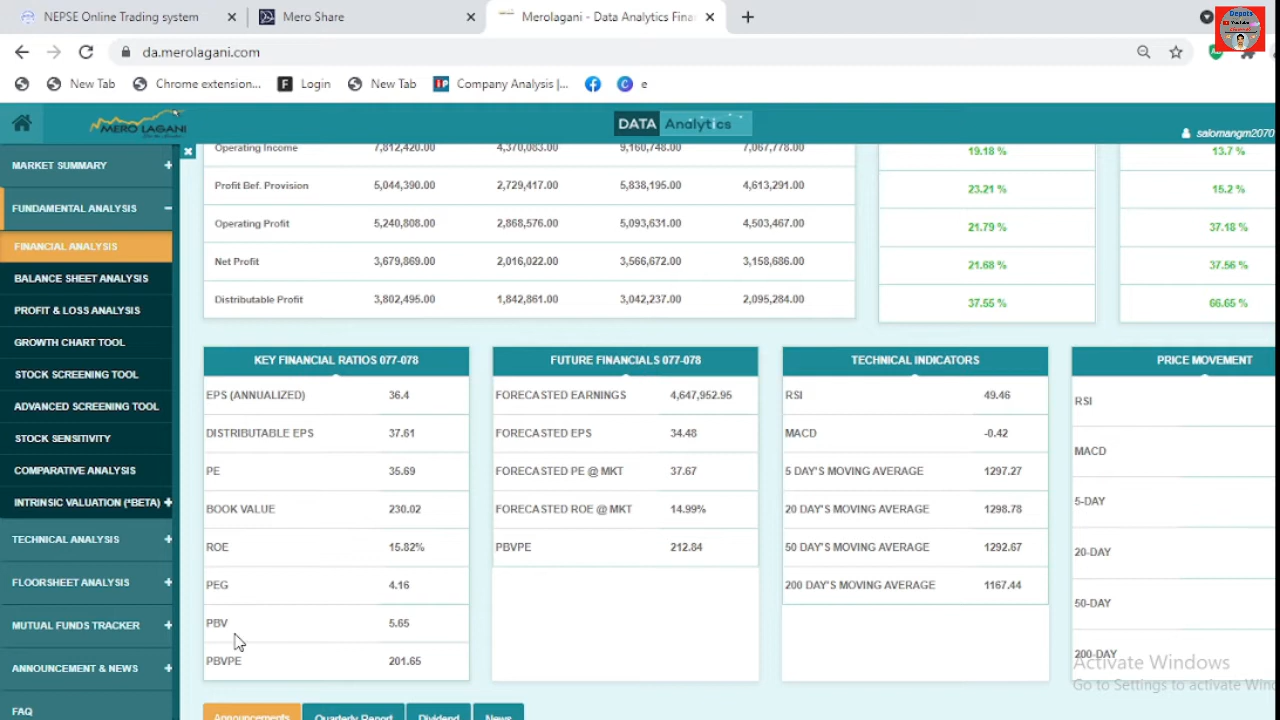 NEPSE Online Trading system
Mero Share
Merolagani - Data Analytics Fina
Depots
Youtube
da.merolagani.com
New Tab
Chrome extension...
F Login
New Tab
Company Analysis |...
e
MERO LAGANI
DATA Analytics
salomangm2070
MARKET SUMMARY
FUNDAMENTAL ANALYSIS
FINANCIAL ANALYSIS
BALANCE SHEET ANALYSIS
PROFIT & LOSS ANALYSIS
GROWTH CHART TOOL
STOCK SCREENING TOOL
ADVANCED SCREENING TOOL
STOCK SENSITIVITY
COMPARATIVE ANALYSIS
INTRINSIC VALUATION (*BETA)
TECHNICAL ANALYSIS
FLOORSHEET ANALYSIS
MUTUAL FUNDS TRACKER
ANNOUNCEMENT & NEWS
FAQ
Operating Income 7,812,420.00 4,370,083.00 9,160,748.00 7,067,778.00 19.18 % 13.7 %
Profit Bef. Provision 5,044,390.00 2,729,417.00 5,838,195.00 4,613,291.00 23.21 % 15.2 %
Operating Profit 5,240,808.00 2,868,576.00 5,093,631.00 4,503,467.00 21.79 % 37.18 %
Net Profit 3,679,869.00 2,016,022.00 3,566,672.00 3,158,686.00 21.68 % 37.56 %
Distributable Profit 3,802,495.00 1,842,861.00 3,042,237.00 2,095,284.00 37.55 % 66.65 %
KEY FINANCIAL RATIOS 077-078
EPS (ANNUALIZED) 36.4
DISTRIBUTABLE EPS 37.61
PE 35.69
BOOK VALUE 230.02
ROE 15.82%
PEG 4.16
PBV 5.65
PBVPE 201.65
FUTURE FINANCIALS 077-078
FORECASTED EARNINGS 4,647,952.95
FORECASTED EPS 34.48
FORECASTED PE @ MKT 37.67
FORECASTED ROE @ MKT 14.99%
PBVPE 212.84
TECHNICAL INDICATORS
RSI 49.46
MACD -0.42
5 DAY'S MOVING AVERAGE 1297.27
20 DAY'S MOVING AVERAGE 1298.78
50 DAY'S MOVING AVERAGE 1292.67
200 DAY'S MOVING AVERAGE 1167.44
PRICE MOVEMENT
RSI
MACD
5-DAY
20-DAY
50-DAY
200-DAY
Activate Windows
Go to Settings to activate Win
Announcements Quarterly Report Dividend News